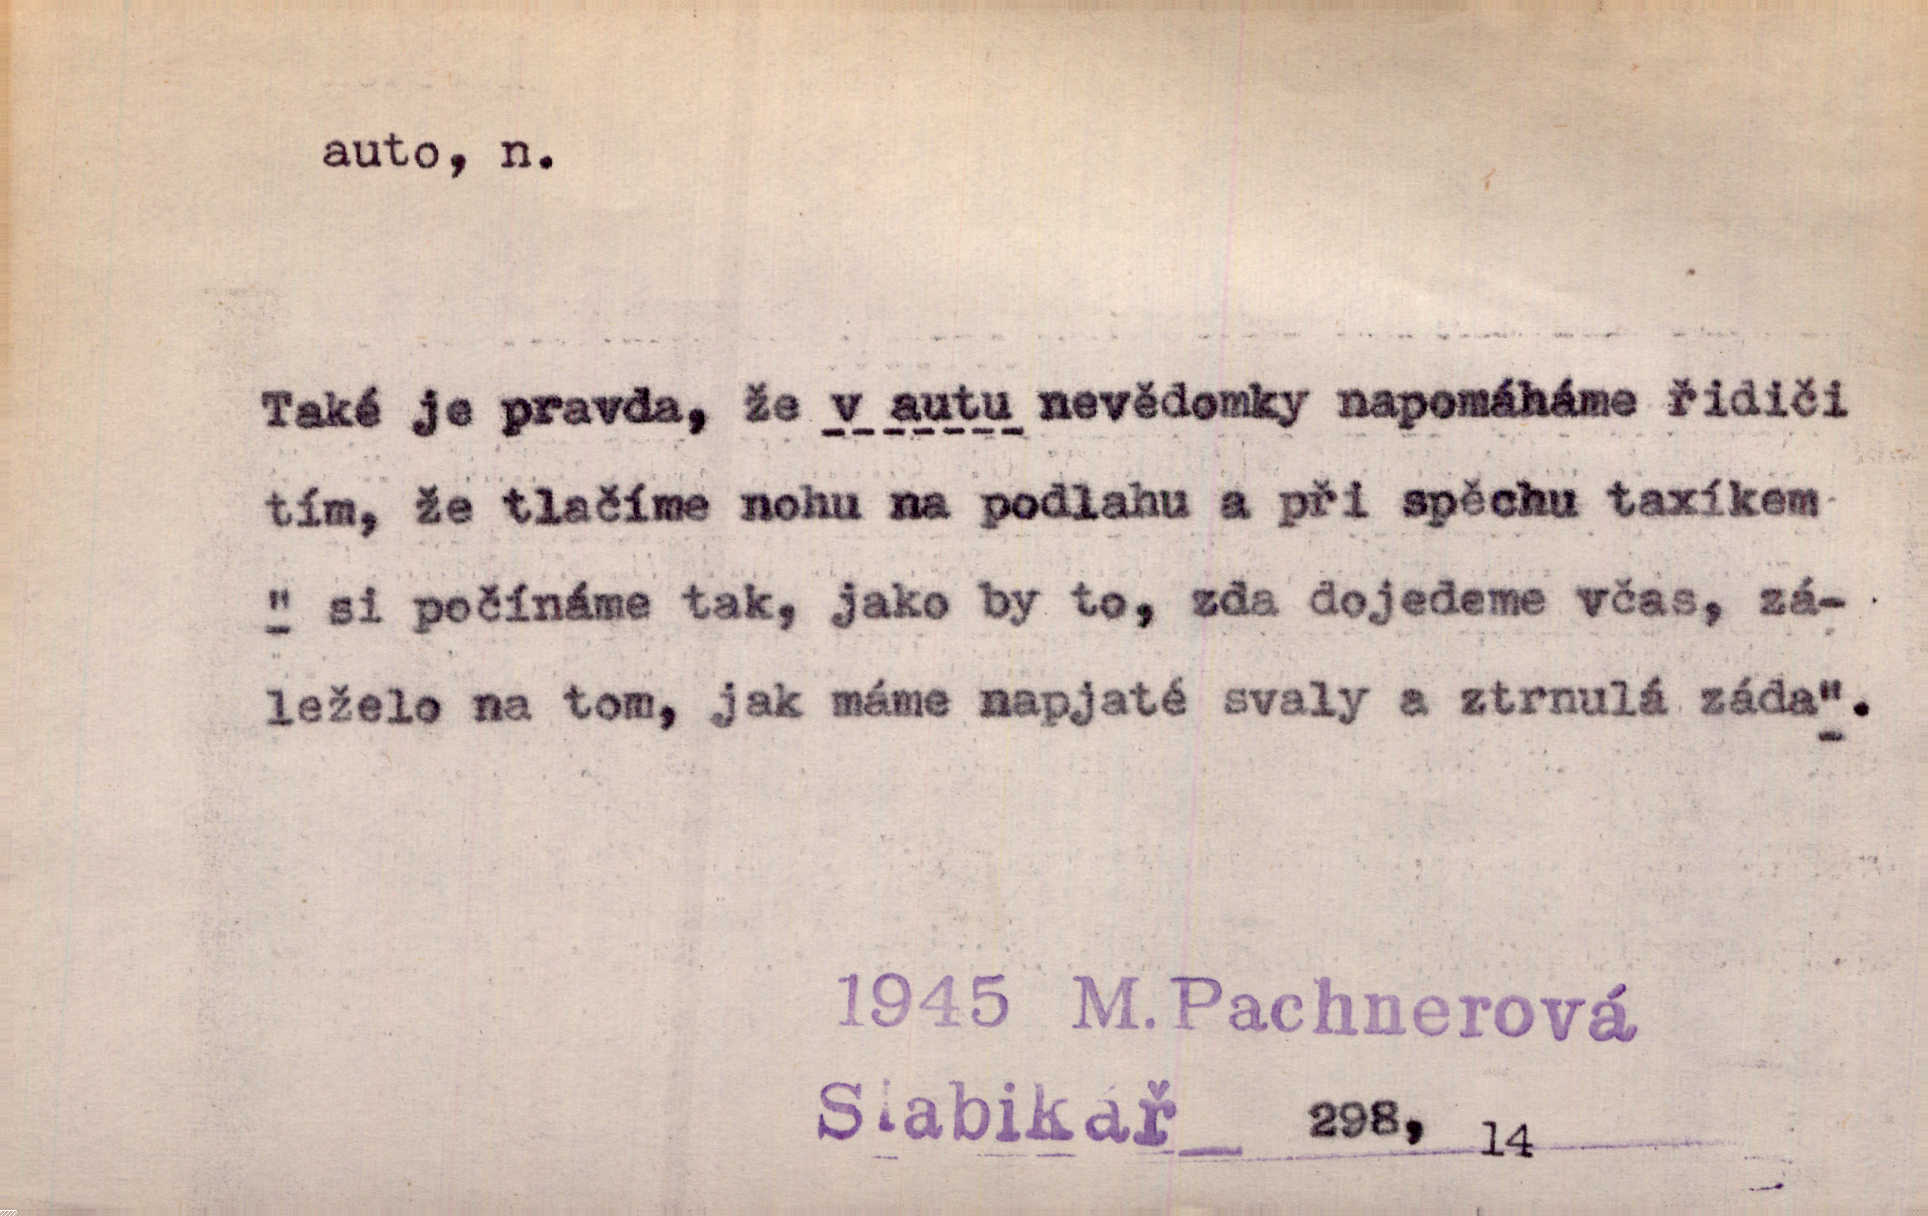 auto, n.
Také je pravda, že v autu nevědomky napomáháme řidiči
tím, že tlačíme nohu na podlahu a při spěchu taxíkem
" si počínáme tak, jako by to, zda dojedeme včas, zá-
leželo na tom, jak máme napjaté svaly a ztrnulá záda".
1945 M.Pachnerová
Slabikář 298, 14